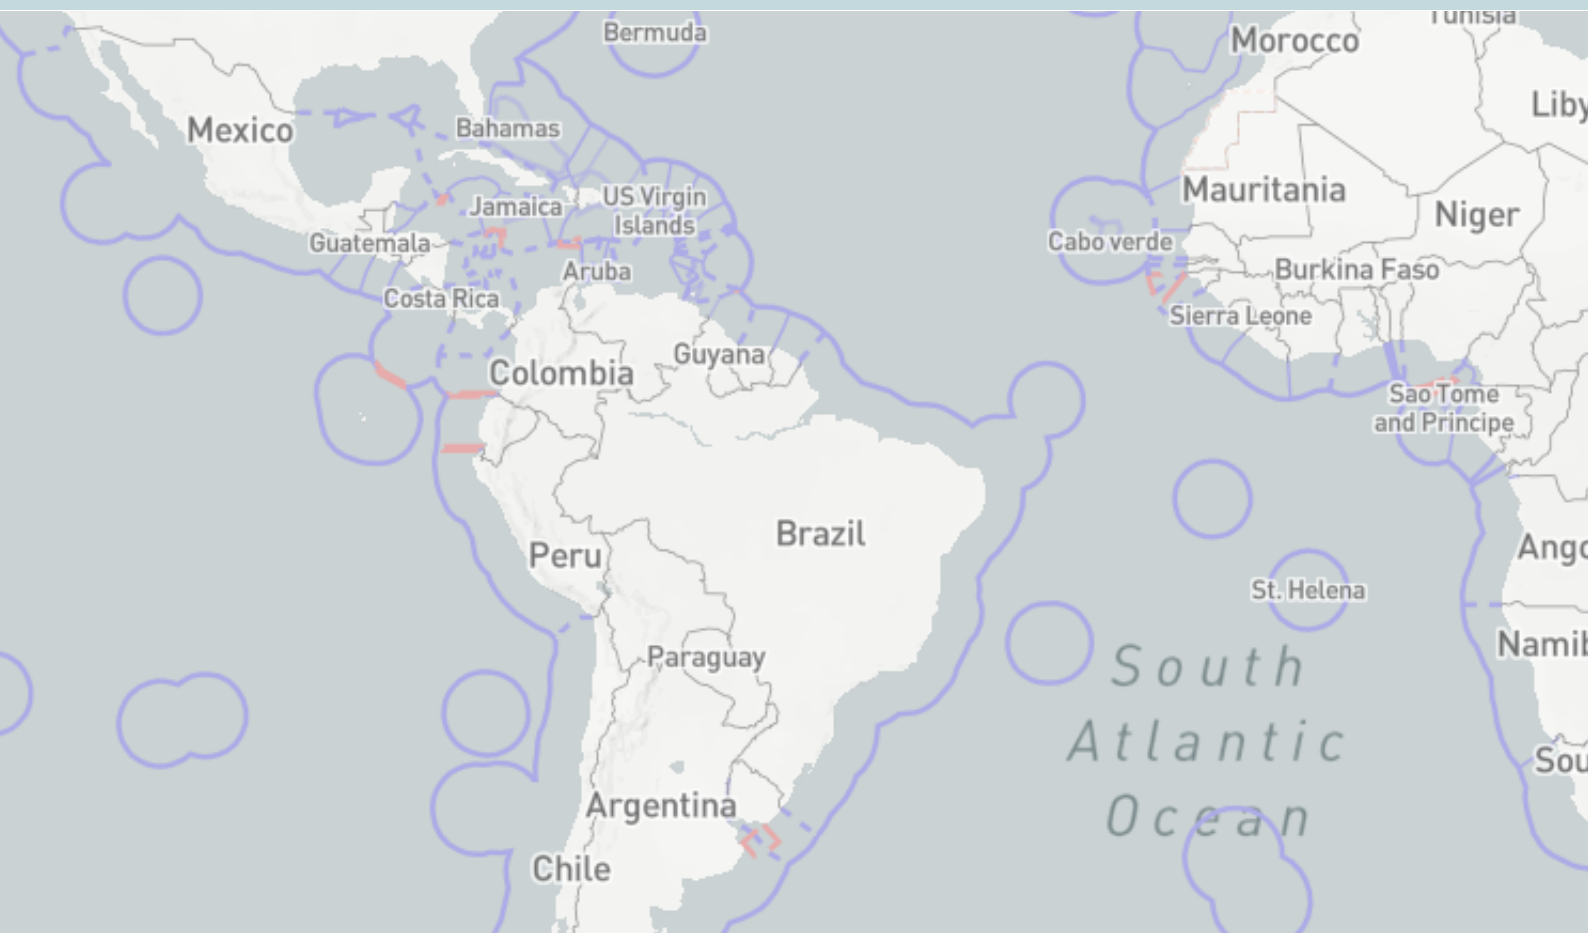 Bermuda
Tunisia
Morocco
Liby
Mexico
Bahamas
Mauritania
US Virgin
Islands
Jamaica
Niger
Guatemala
Cabo verde
Aruba
Burkina Faso
Costa Rica
Sierra Leone
Guyana
Colombia
Sao Tome
and Principe
Brazil
Peru
Ango
St. Helena
Namib
Paraguay
South
Atlantic
Ocean
Sou
Argentina
Chile